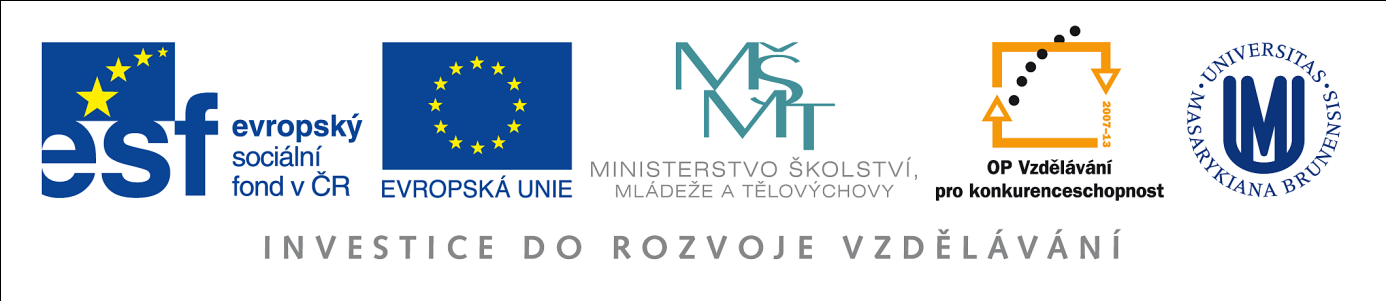 esf
evropský
sociální
fond v ČR
EVROPSKÁ UNIE
MŠMT
MINISTERSTVO ŠKOLSTVÍ,
MLÁDEŽE A TĚLOVÝCHOVY
2007-13
OP Vzdělávání
pro konkurenceschopnost
UNIVERSITAS · MASARYKIANA BRUNENSIS ·
MU
INVESTICE DO ROZVOJE VZDĚLÁVÁNÍ